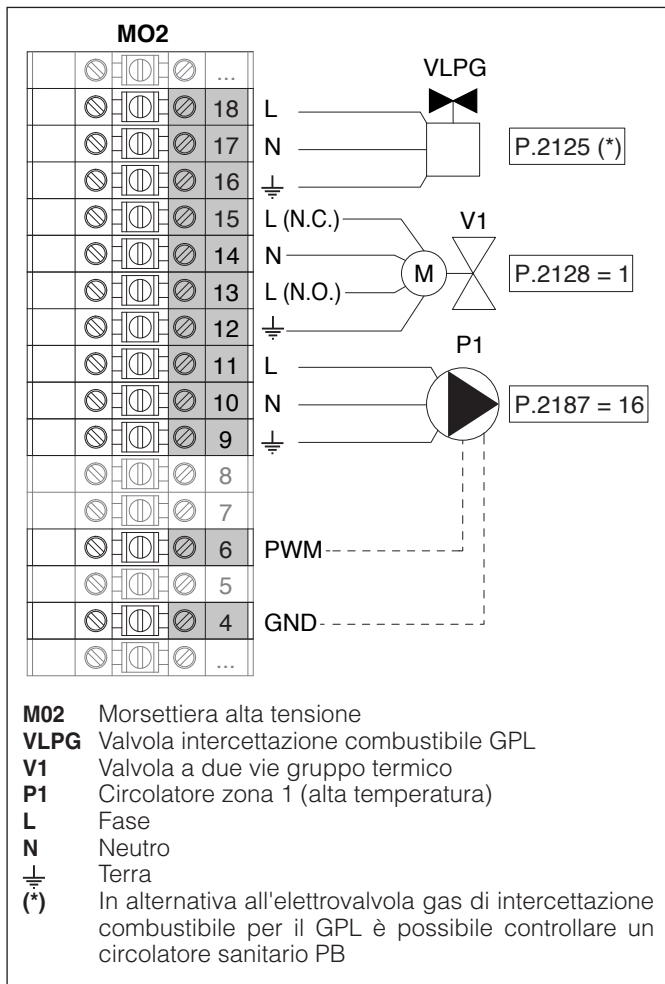 MO2
...
VLPG
18 L
17 N P.2125 (*)
16
15 L (N.C.) V1
14 N M P.2128 = 1
13 L (N.O.)
12
P1
11 L
10 N P.2187 = 16
9
8
7
6 PWM
5
4 GND
...
M02 Morsettiera alta tensione
VLPG Valvola intercettazione combustibile GPL
V1 Valvola a due vie gruppo termico
P1 Circolatore zona 1 (alta temperatura)
L Fase
N Neutro
⏚ Terra
(*) In alternativa all'elettrovalvola gas di intercettazione
combustibile per il GPL è possibile controllare un
circolatore sanitario PB